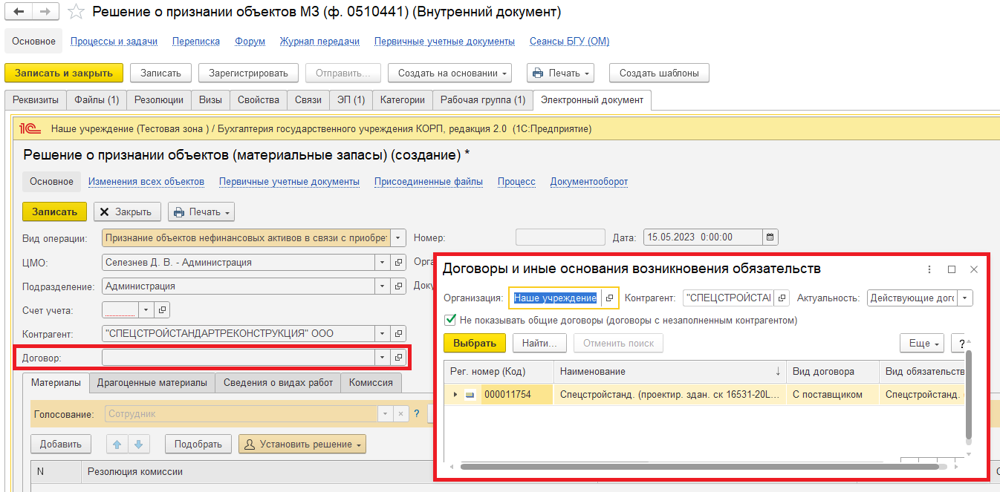 Решение о признании объектов МЗ (ф. 0510441) (Внутренний документ)
Основное Процессы и задачи Переписка Форум Журнал передачи Первичные учетные документы Сеансы БГУ (ОМ)
Записать и закрыть Записать Зарегистрировать Отправить... Создать на основании Печать Создать шаблоны
Реквизиты Файлы (1) Резолюции Визы Свойства Связи ЭП (1) Категории Рабочая группа (1) Электронный документ
1С Наше учреждение (Тестовая зона ) / Бухгалтерия государственного учреждения КОРП, редакция 2.0 (1С:Предприятие)
Решение о признании объектов (материальные запасы) (создание) *
Основное Изменения всех объектов Первичные учетные документы Присоединенные файлы Процесс Документооборот
Записать Закрыть Печать
Вид операции: Признание объектов нефинансовых активов в связи с приобрет Номер: Дата: 15.05.2023 0:00:00
ЦМО: Селезнев Д. В. - Администрация Орга
Подразделение: Администрация Доку
Счет учета:
Контрагент: "СПЕЦСТРОЙСТАНДАРТРЕКОНСТРУКЦИЯ" ООО
Договор:
Материалы Драгоценные материалы Сведения о видах работ Комиссия
Голосование: Сотрудник ?
Добавить Подобрать Установить решение
N Резолюция комиссии
Договоры и иные основания возникновения обязательств
Организация: Наше учреждение Контрагент: "СПЕЦСТРОЙСТАН Актуальность: Действующие дог
Не показывать общие договоры (договоры с незаполненным контрагентом)
Выбрать Найти... Отменить поиск Еще ?
Рег. номер (Код) Наименование ↓ Вид договора Вид обязательств
000011754 Спецстройстанд. (проектир. здан. ск 16531-20L... С поставщиком Спецстройстанд.